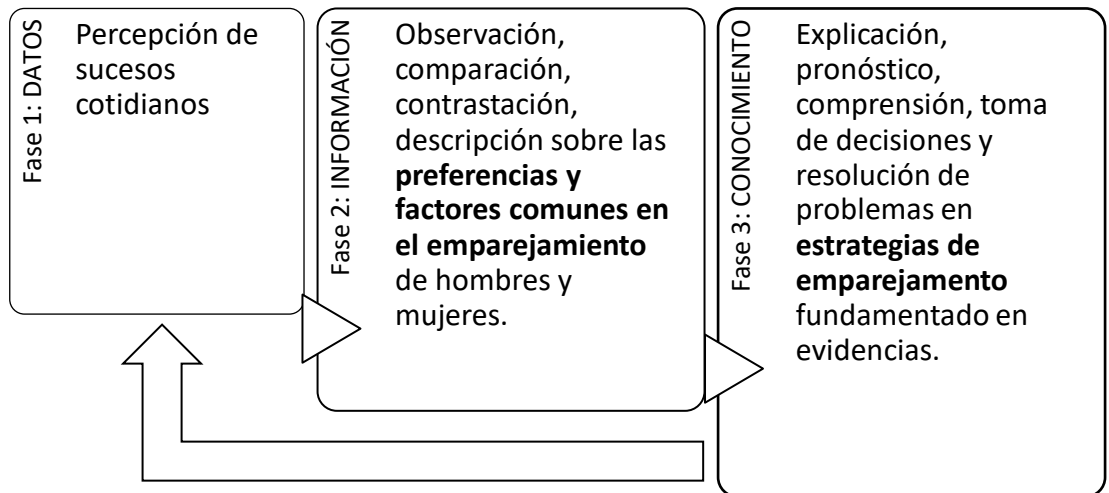 Fase 1: DATOS
Percepción de
sucesos
cotidianos
Fase 2: INFORMACIÓN
Observación,
comparación,
contrastación,
descripción sobre las
preferencias y
factores comunes en
el emparejamiento
de hombres y
mujeres.
Fase 3: CONOCIMIENTO
Explicación,
pronóstico,
comprensión, toma
de decisiones y
resolución de
problemas en
estrategias de
emparejamento
fundamentado en
evidencias.